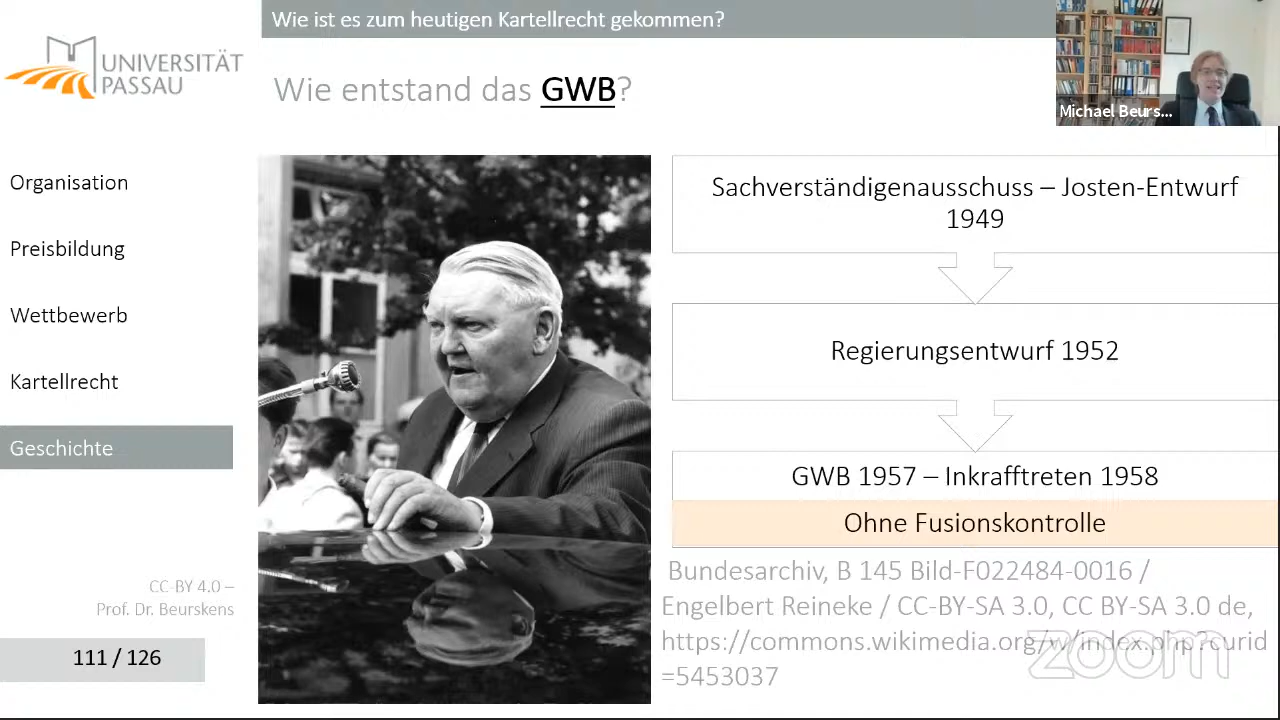 Wie ist es zum heutigen Kartellrecht gekommen?
UNIVERSITÄT
PASSAU
Wie entstand das GWB?
Michael Beurs...
Organisation
Preisbildung
Wettbewerb
Kartellrecht
Geschichte
CC-BY 4.0 –
Prof. Dr. Beurskens
111 / 126
Sachverständigenausschuss – Josten-Entwurf
1949
Regierungsentwurf 1952
GWB 1957 – Inkrafttreten 1958
Ohne Fusionskontrolle
Bundesarchiv, B 145 Bild-F022484-0016 /
Engelbert Reineke / CC-BY-SA 3.0, CC BY-SA 3.0 de,
https://commons.wikimedia.org/w/index.php?curid
=5453037
zoom